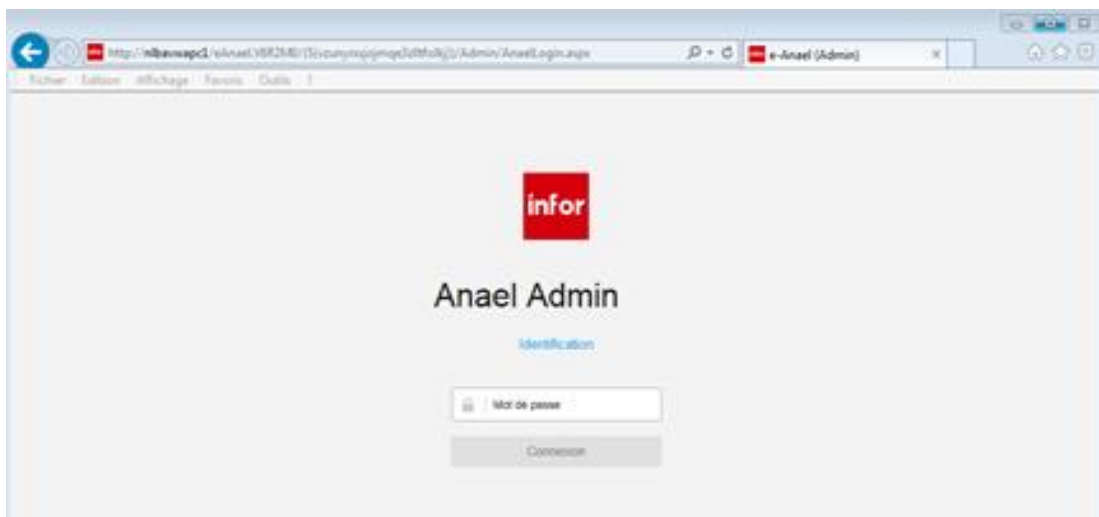 e-Anael (Admin)
Fichier Edition Affichage Favoris Outils ?
infor
Anael Admin
Identification
Mot de passe
Connexion